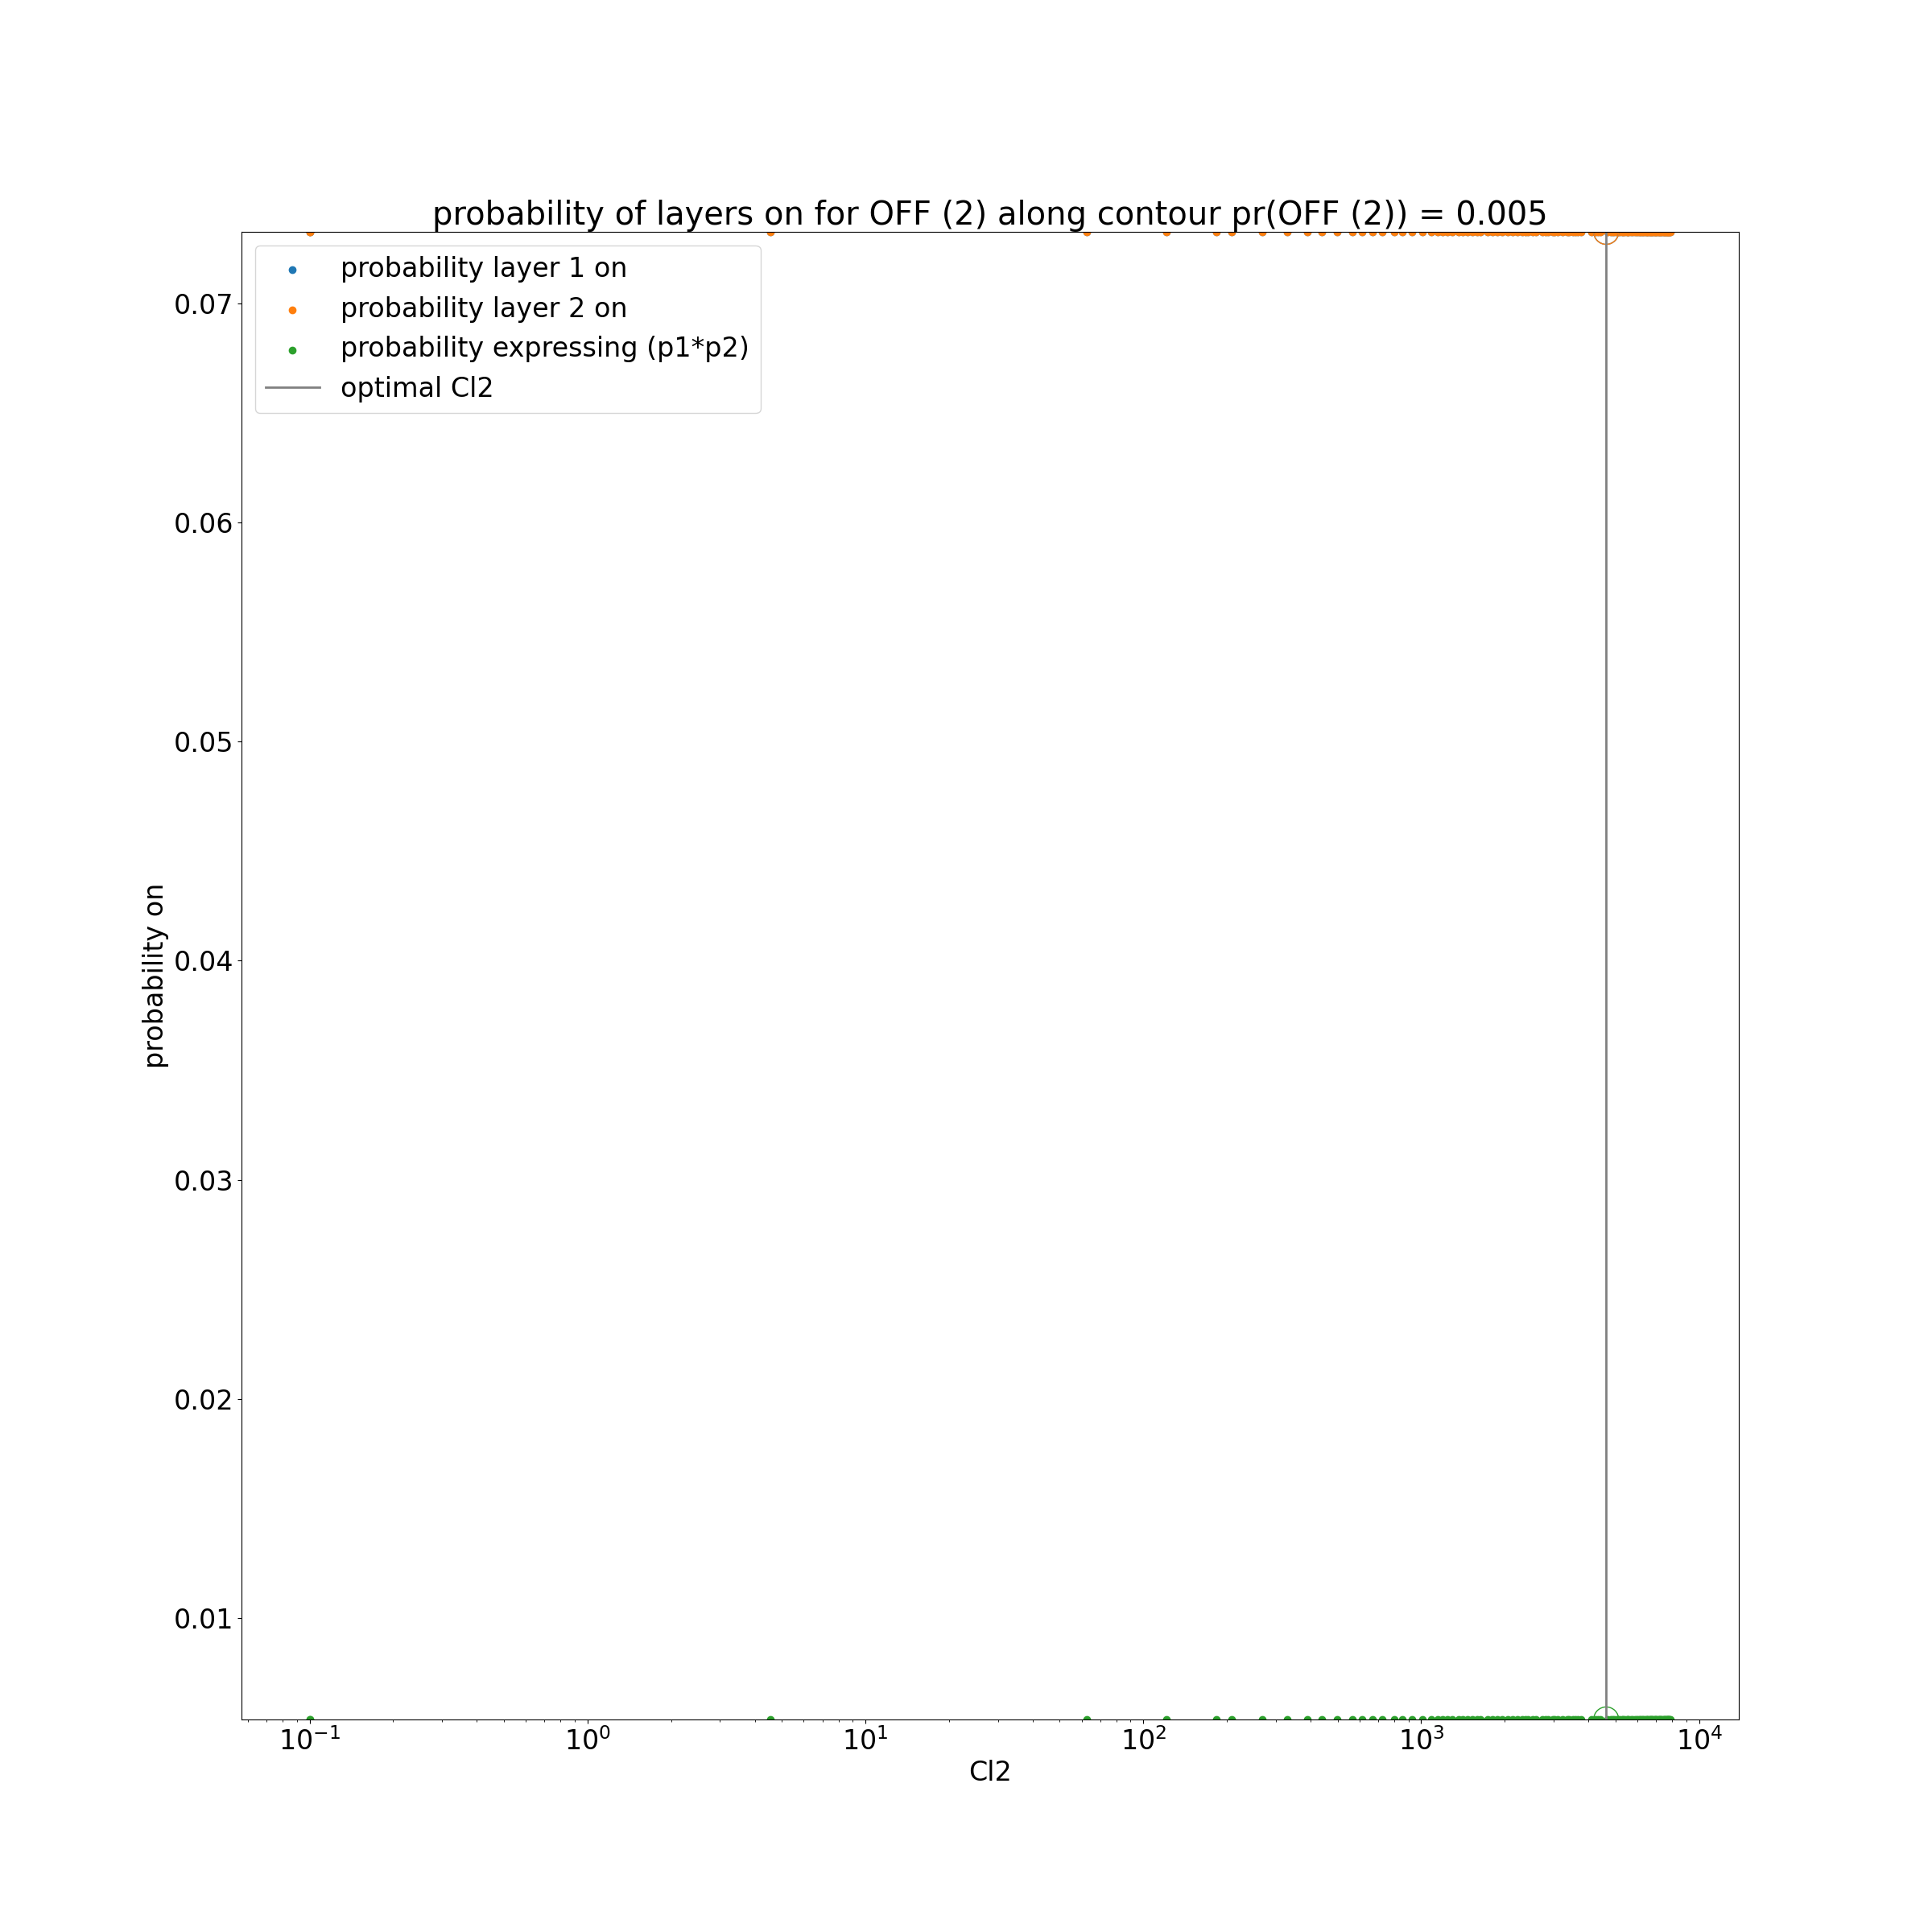 probability of layers on for OFF (2) along contour pr(OFF (2)) = 0.005
probability layer 1 on
probability layer 2 on
probability expressing (p1*p2)
optimal Cl2
0.07
0.06
0.05
0.04
0.03
0.02
0.01
probability on
10⁻¹ 10⁰ 10¹ 10² 10³ 10⁴
Cl2